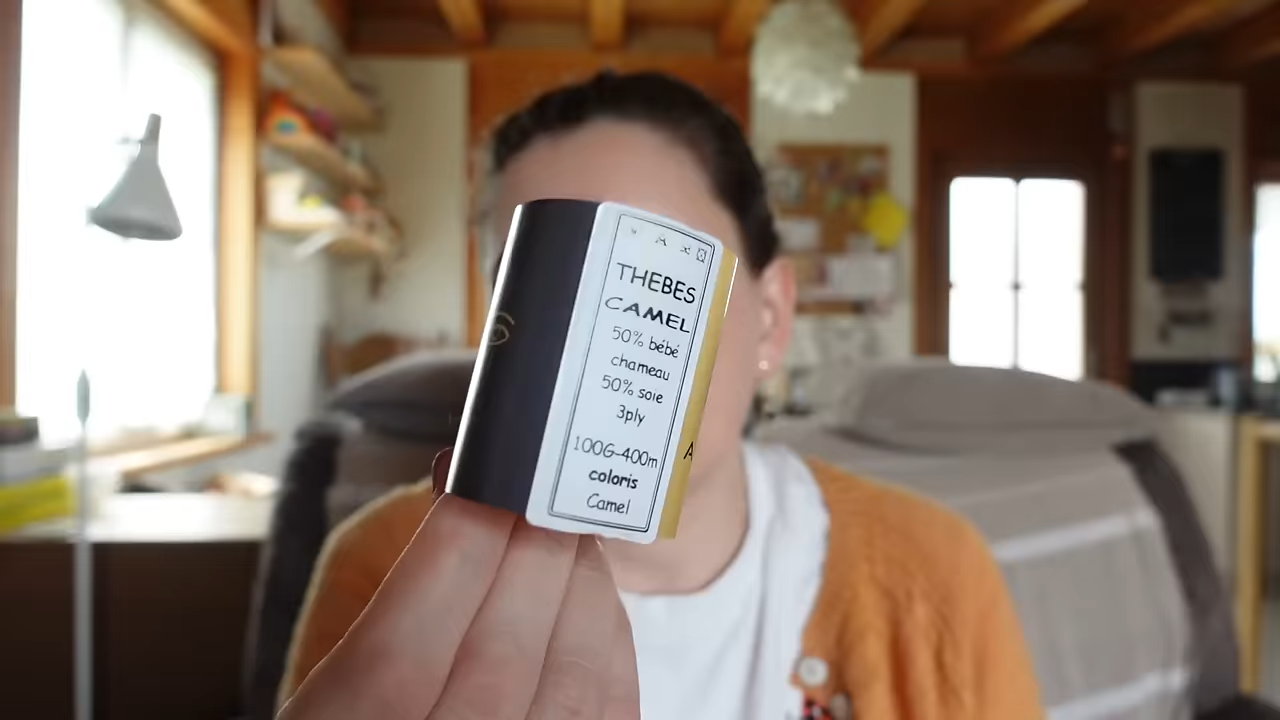 THEBES
CAMEL
50% bébé
chameau
50% soie
3ply
100G-400m
coloris
Camel
A